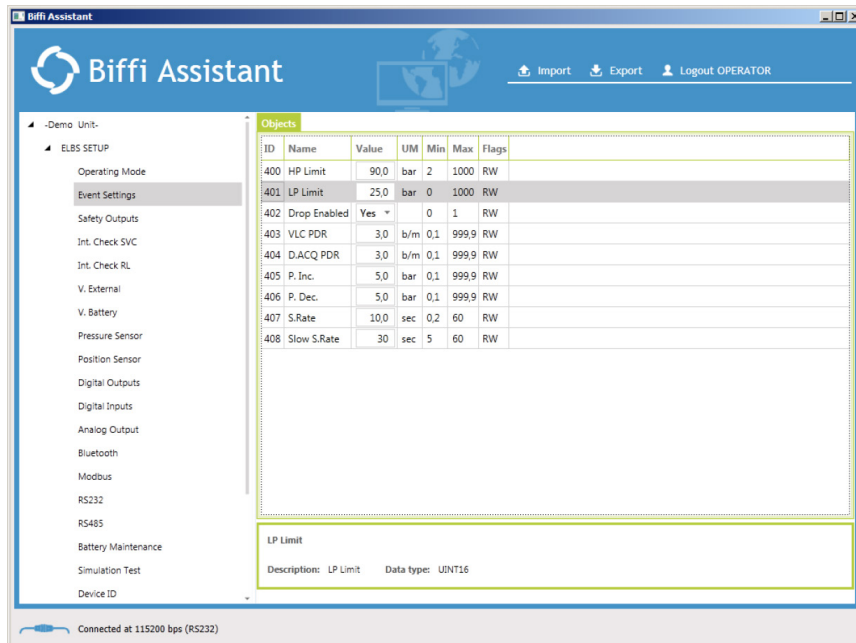 Biffi Assistant
Biffi Assistant
Import Export Logout OPERATOR
-Demo Unit-
ELBS SETUP
Operating Mode
Event Settings
Safety Outputs
Int. Check SVC
Int. Check RL
V. External
V. Battery
Pressure Sensor
Position Sensor
Digital Outputs
Digital Inputs
Analog Output
Bluetooth
Modbus
RS232
RS485
Battery Maintenance
Simulation Test
Device ID
Objects
ID Name Value UM Min Max Flags
400 HP Limit 90,0 bar 2 1000 RW
401 LP Limit 25,0 bar 0 1000 RW
402 Drop Enabled Yes 0 1 RW
403 VLC PDR 3,0 b/m 0,1 999,9 RW
404 D.ACQ PDR 3,0 b/m 0,1 999,9 RW
405 P. Inc. 5,0 bar 0,1 999,9 RW
406 P. Dec. 5,0 bar 0,1 999,9 RW
407 S.Rate 10,0 sec 0,2 60 RW
408 Slow S.Rate 30 sec 5 60 RW
LP Limit
Description: LP Limit Data type: UINT16
Connected at 115200 bps (RS232)